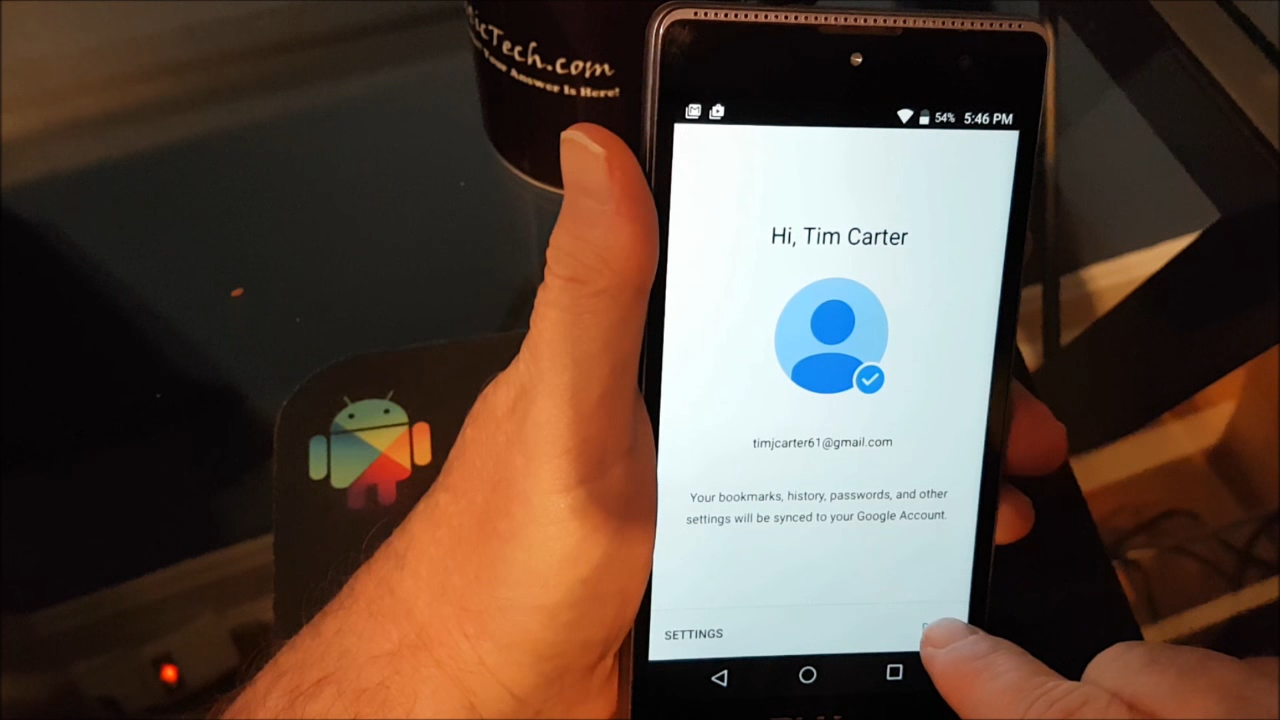 Tech.com
Your Answer Is Here!
54% 5:46 PM
Hi, Tim Carter
timjcarter61@gmail.com
Your bookmarks, history, passwords, and other
settings will be synced to your Google Account.
SETTINGS